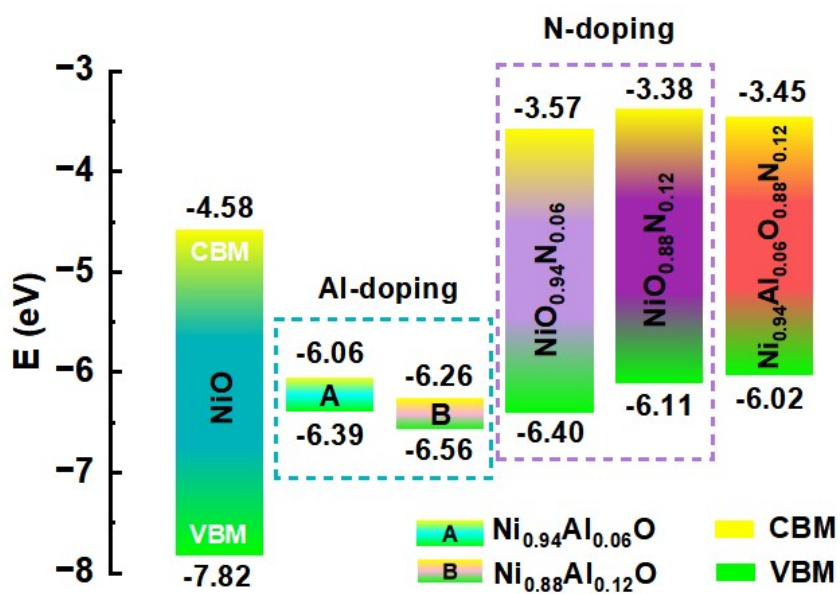 N-doping
−3
-3.57
-3.38
-3.45
−4
-4.58
CBM
−5
Al-doping
E (eV)
NiO
NiO0.94N0.06
NiO0.88N0.12
Ni0.94Al0.06O0.88N0.12
−6
-6.06
-6.26
A
B
-6.39
-6.56
-6.40
-6.11
-6.02
−7
VBM
-7.82
−8
A Ni0.94Al0.06O
CBM
B Ni0.88Al0.12O
VBM